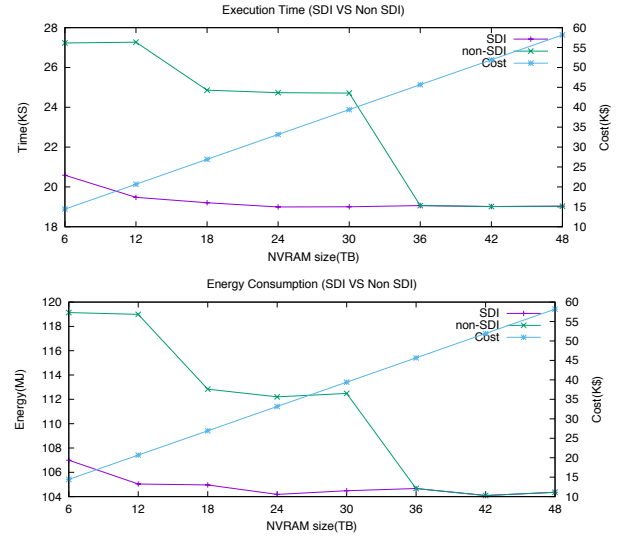 Execution Time (SDI VS Non SDI)
28
26
24
22
20
18
Time(KS)
60
55
50
45
40
35
30
25
20
15
10
Cost(K$)
SDI
non-SDI
Cost
6 12 18 24 30 36 42 48
NVRAM size(TB)
Energy Consumption (SDI VS Non SDI)
120
118
116
114
112
110
108
106
104
Energy(MJ)
60
55
50
45
40
35
30
25
20
15
10
Cost(K$)
SDI
non-SDI
Cost
6 12 18 24 30 36 42 48
NVRAM size(TB)